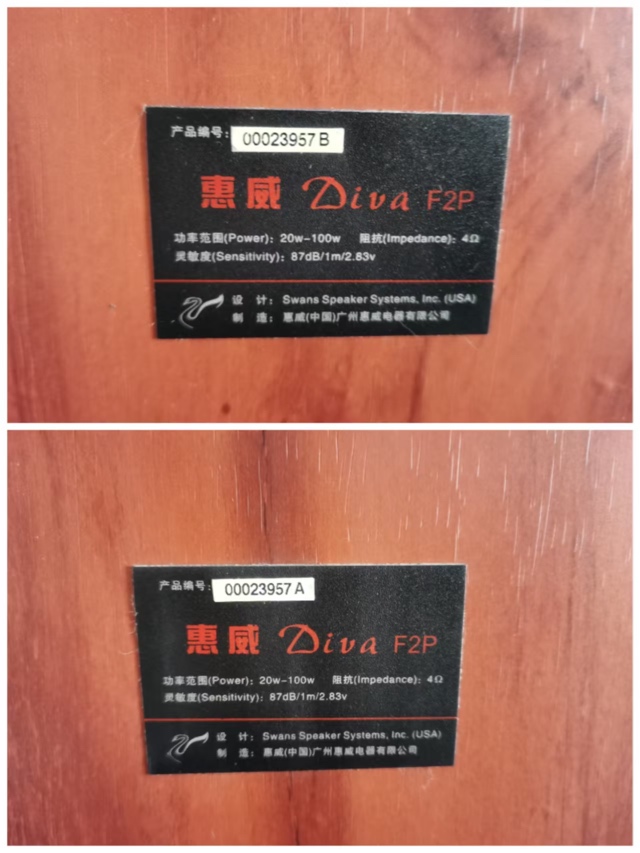 产品编号：00023957 B
惠威 Diva F2P
功率范围(Power)：20w-100w 阻抗(Impedance)：4Ω
灵敏度(Sensitivity)：87dB/1m/2.83v
设 计：Swans Speaker Systems, Inc. (USA)
制 造：惠威(中国)广州惠威电器有限公司
产品编号：00023957 A
惠威 Diva F2P
功率范围(Power)：20w-100w 阻抗(Impedance)：4Ω
灵敏度(Sensitivity)：87dB/1m/2.83v
设 计：Swans Speaker Systems, Inc. (USA)
制 造：惠威(中国)广州惠威电器有限公司